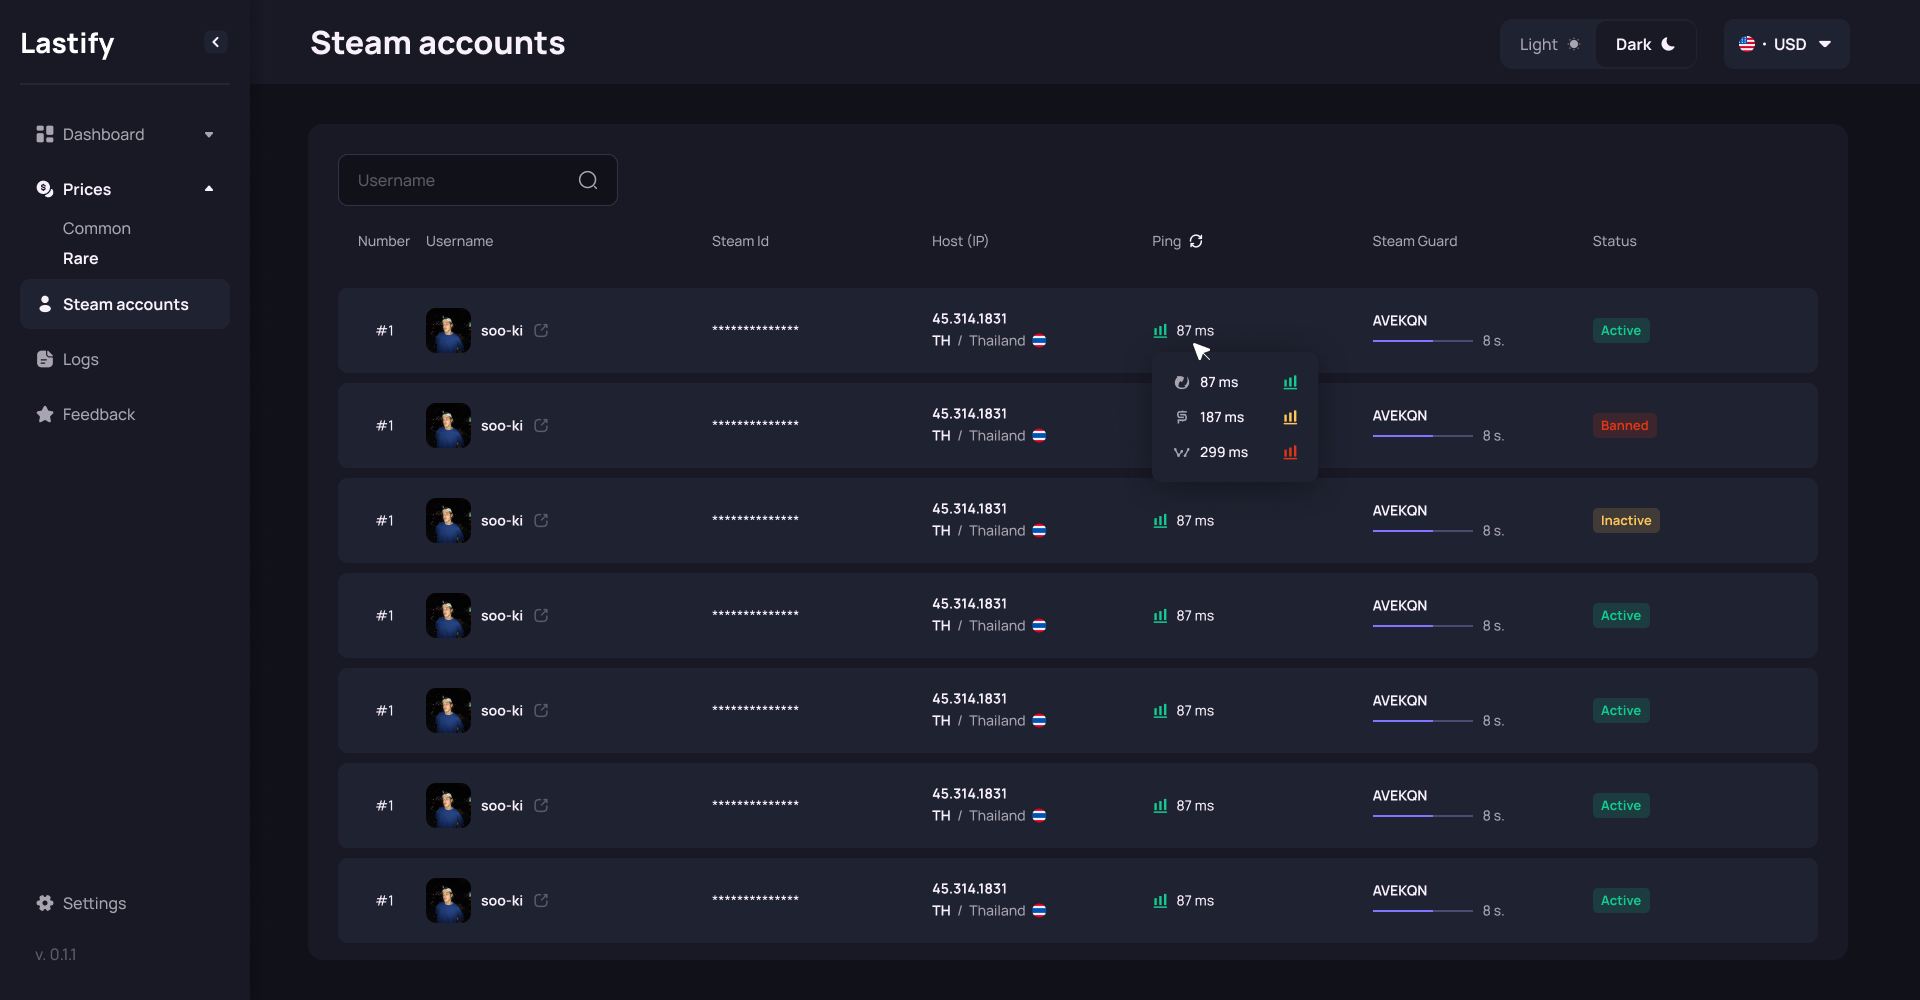 Lastify
Steam accounts
Light
Dark
· USD
Dashboard
Prices
Common
Rare
Steam accounts
Logs
Feedback
Settings
v. 0.1.1
Username
Number Username Steam Id Host (IP) Ping Steam Guard Status
#1 soo-ki ************** 45.314.1831 87 ms AVEKQN Active
TH / Thailand 8 s.
87 ms
187 ms
299 ms
#1 soo-ki ************** 45.314.1831 AVEKQN Banned
TH / Thailand 8 s.
#1 soo-ki ************** 45.314.1831 87 ms AVEKQN Inactive
TH / Thailand 8 s.
#1 soo-ki ************** 45.314.1831 87 ms AVEKQN Active
TH / Thailand 8 s.
#1 soo-ki ************** 45.314.1831 87 ms AVEKQN Active
TH / Thailand 8 s.
#1 soo-ki ************** 45.314.1831 87 ms AVEKQN Active
TH / Thailand 8 s.
#1 soo-ki ************** 45.314.1831 87 ms AVEKQN Active
TH / Thailand 8 s.